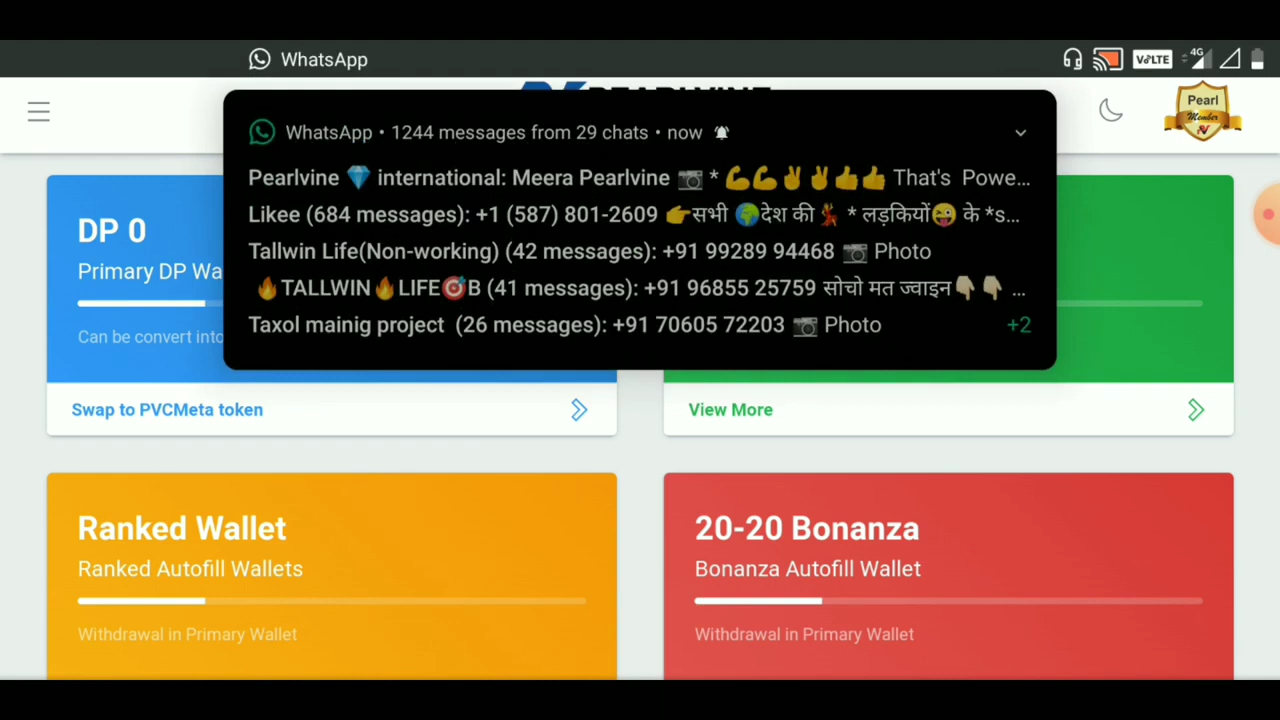 WhatsApp
VoLTE 4G
PEARLVINE
Pearl
Member
WhatsApp • 1244 messages from 29 chats • now
Pearlvine 💎 international: Meera Pearlvine 📷 * 💪💪✌✌👍👍 That's Powe...
Likee (684 messages): +1 (587) 801-2609 👉सभी 🌍देश की💃 * लड़कियों😜 के *s...
Tallwin Life(Non-working) (42 messages): +91 99289 94468 📷 Photo
🔥TALLWIN🔥LIFE🎯B (41 messages): +91 96855 25759 सोचो मत ज्वाइन👇🏻👇🏻 ...
Taxol mainig project (26 messages): +91 70605 72203 📷 Photo +2
DP 0
Primary DP Wa
Can be convert into
Swap to PVCMeta token
View More
Ranked Wallet
Ranked Autofill Wallets
Withdrawal in Primary Wallet
20-20 Bonanza
Bonanza Autofill Wallet
Withdrawal in Primary Wallet